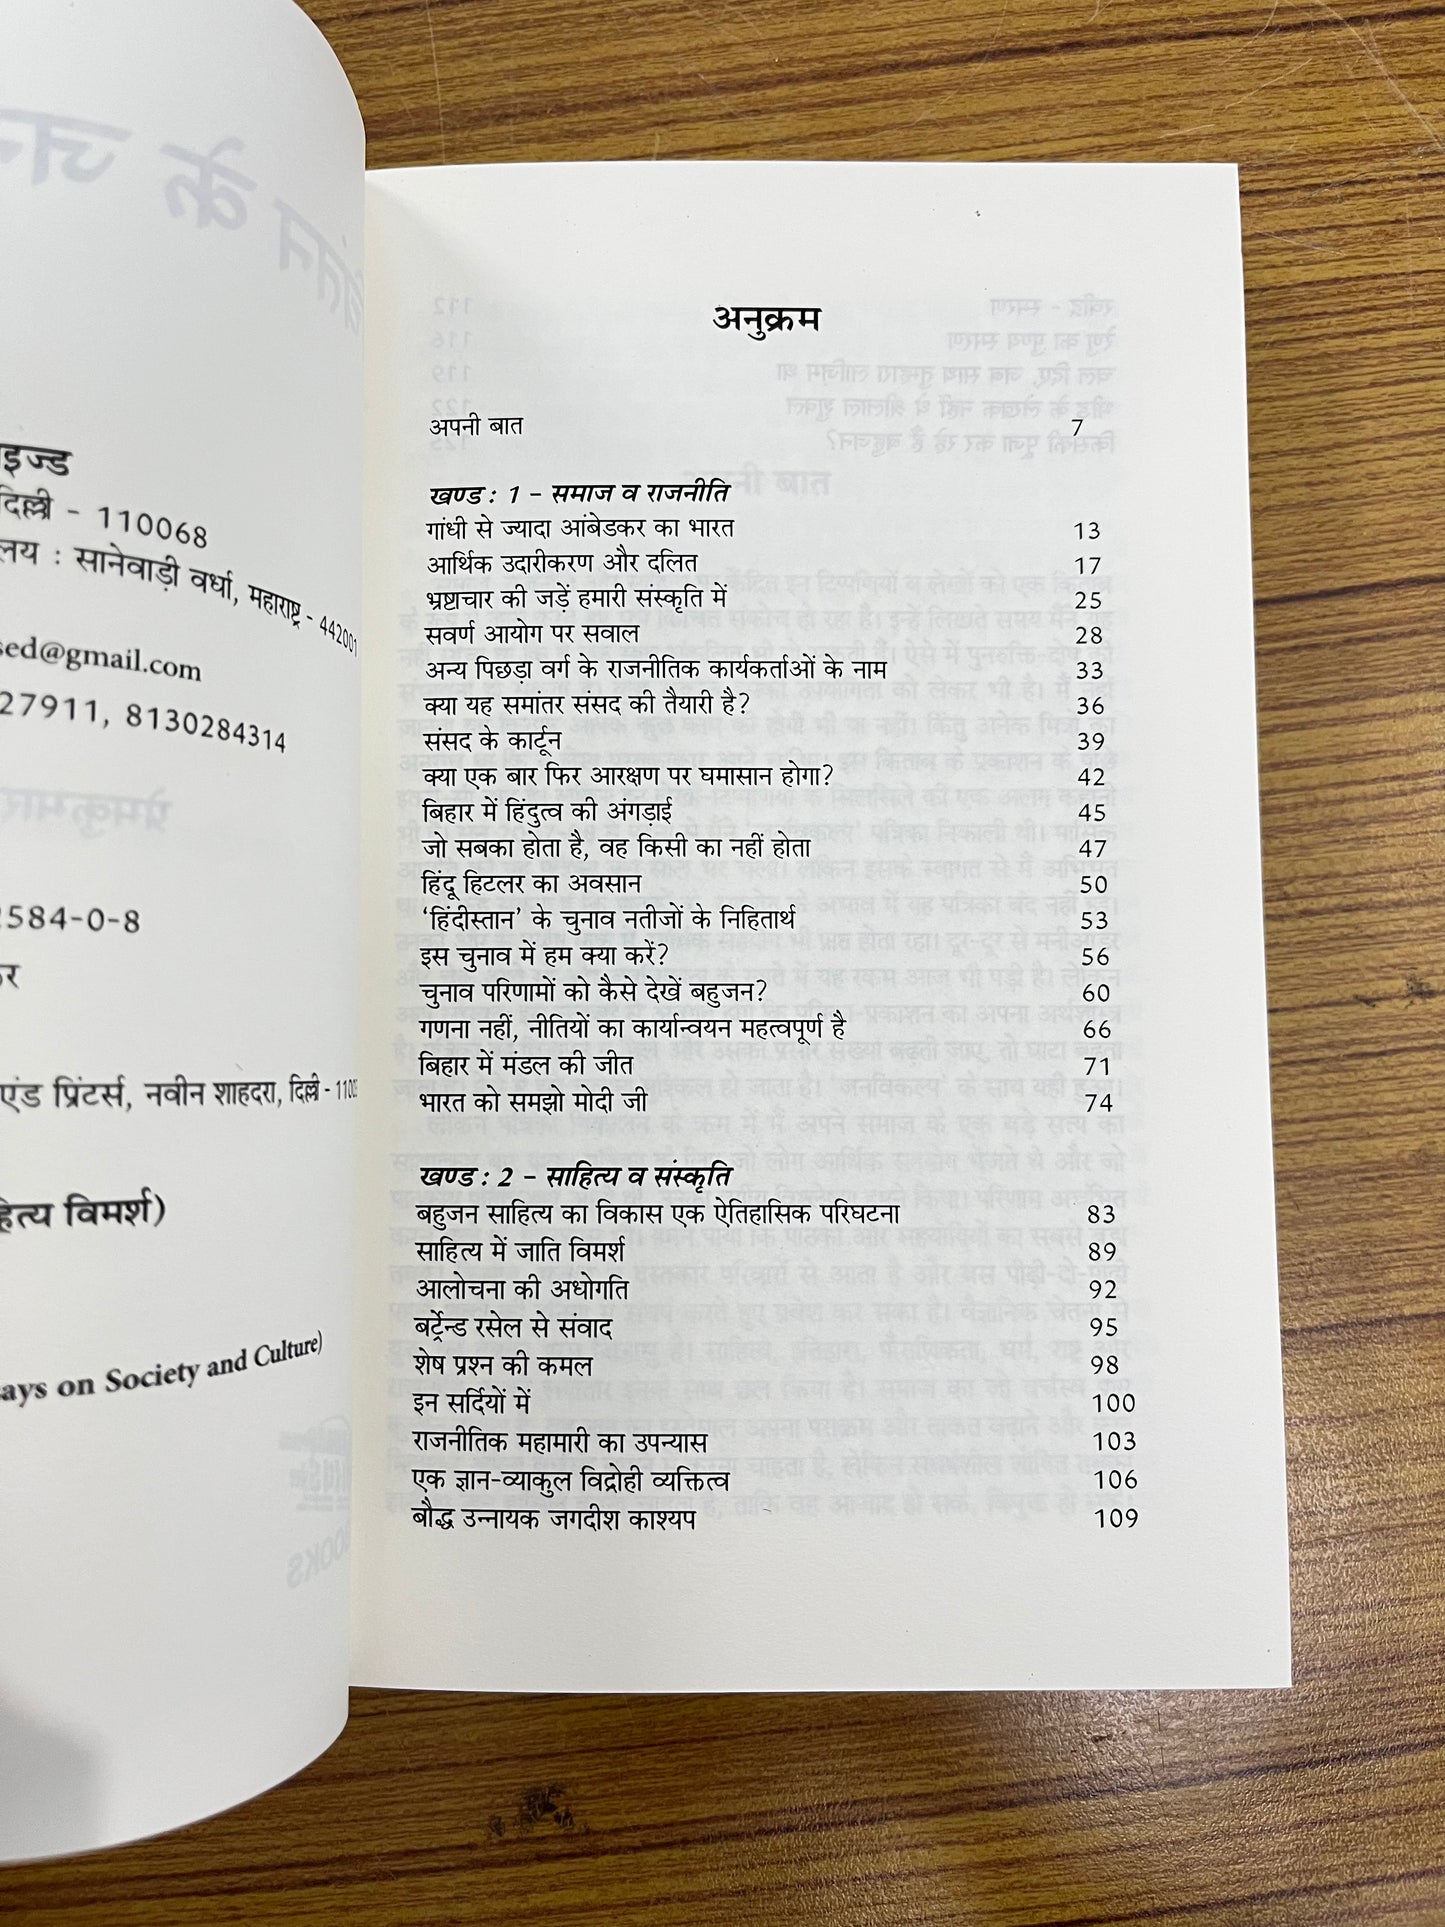 इज्ड
दिल्ली - 110068
लय : सानेवाड़ी वर्धा, महाराष्ट्र - 442001
sed@gmail.com
27911, 8130284314
2584-0-8
एंड प्रिंटर्स, नवीन शाहदरा, दिल्ली -
हित्य विमर्श)
ays on Society and Culture)
अनुक्रम
अपनी बात 7
खण्ड : 1 - समाज व राजनीति
गांधी से ज्यादा आंबेडकर का भारत 13
आर्थिक उदारीकरण और दलित 17
भ्रष्टाचार की जड़ें हमारी संस्कृति में 25
सवर्ण आयोग पर सवाल 28
अन्य पिछड़ा वर्ग के राजनीतिक कार्यकर्ताओं के नाम 33
क्या यह समांतर संसद की तैयारी है? 36
संसद के कार्टून 39
क्या एक बार फिर आरक्षण पर घमासान होगा? 42
बिहार में हिंदुत्व की अंगड़ाई 45
जो सबका होता है, वह किसी का नहीं होता 47
हिंदू हिटलर का अवसान 50
‘हिंदीस्तान’ के चुनाव नतीजों के निहितार्थ 53
इस चुनाव में हम क्या करें? 56
चुनाव परिणामों को कैसे देखें बहुजन? 60
गणना नहीं, नीतियों का कार्यान्वयन महत्वपूर्ण है 66
बिहार में मंडल की जीत 71
भारत को समझो मोदी जी 74
खण्ड : 2 - साहित्य व संस्कृति
बहुजन साहित्य का विकास एक ऐतिहासिक परिघटना 83
साहित्य में जाति विमर्श 89
आलोचना की अधोगति 92
बर्ट्रेन्ड रसेल से संवाद 95
शेष प्रश्न की कमल 98
इन सर्दियों में 100
राजनीतिक महामारी का उपन्यास 103
एक ज्ञान-व्याकुल विद्रोही व्यक्तित्व 106
बौद्ध उन्नायक जगदीश काश्यप 109